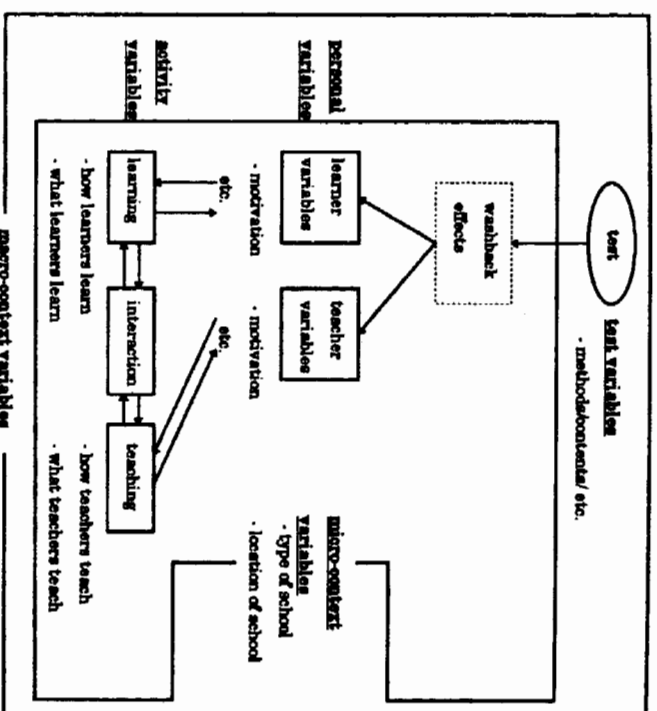 test
test variables
- methods/contents/ etc.
washback
effects
personal
variables
learner
variables
teacher
variables
- motivation
etc.
- motivation
etc.
micro-context
variables
- type of school
- location of school
activity
variables
learning
interaction
teaching
- how learners learn
- what learners learn
- how teachers teach
- what teachers teach
macro-context variables